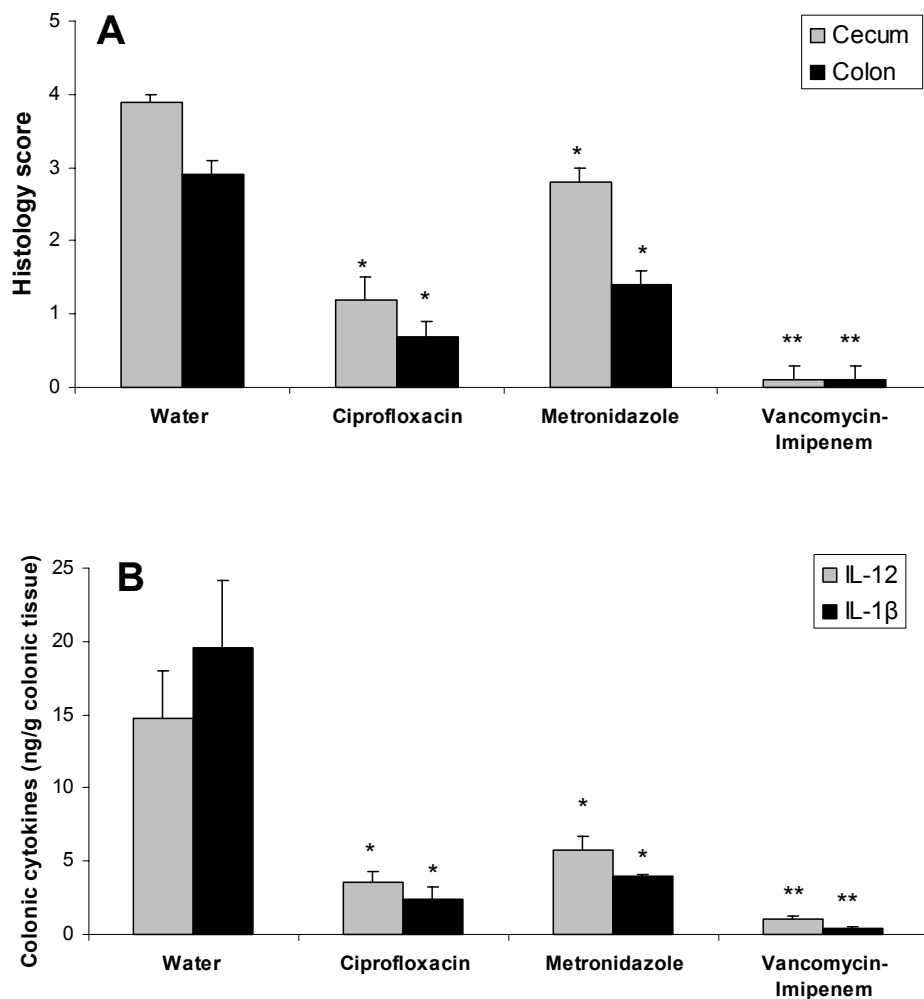 A
Cecum
Colon
Histology score
5
4
3
2
1
0
*
*
*
*
**
**
Water
Ciprofloxacin
Metronidazole
Vancomycin-
Imipenem
B
IL-12
IL-1β
Colonic cytokines (ng/g colonic tissue)
25
20
15
10
5
0
*
*
*
*
**
**
Water
Ciprofloxacin
Metronidazole
Vancomycin-
Imipenem